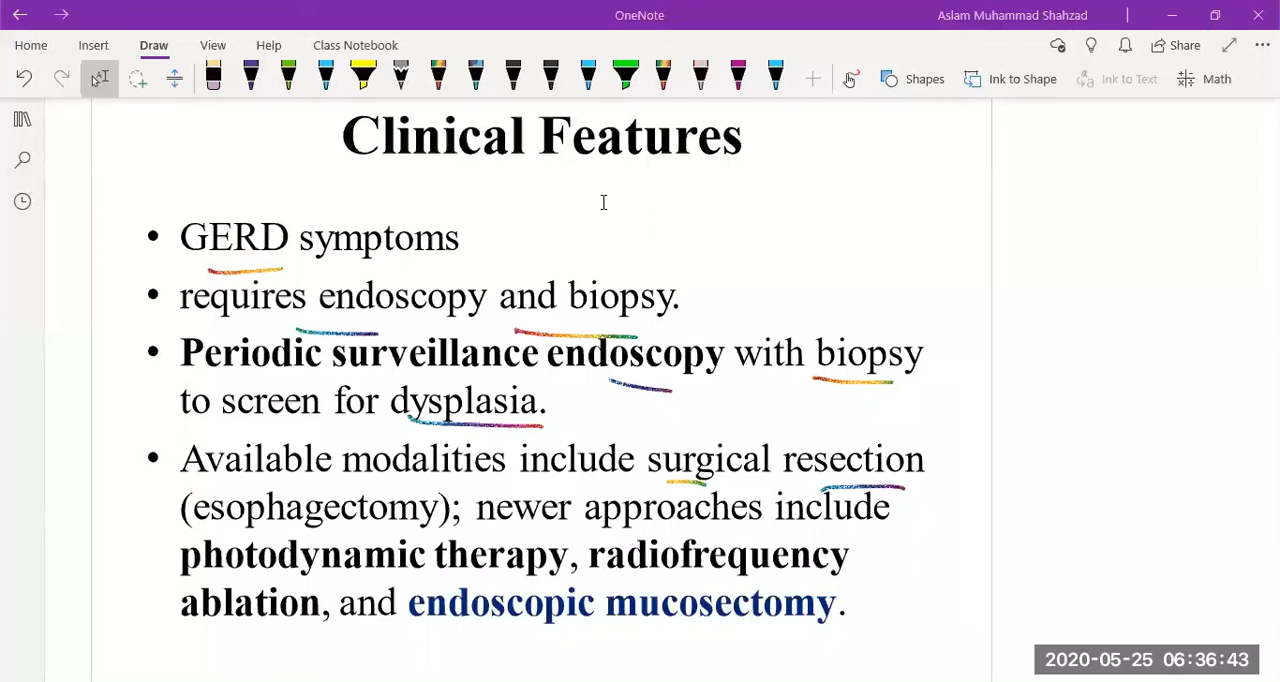 OneNote
Aslam Muhammad Shahzad
Home Insert Draw View Help Class Notebook Share
Shapes Ink to Shape Ink to Text Math
Clinical Features
• GERD symptoms
• requires endoscopy and biopsy.
• Periodic surveillance endoscopy with biopsy
to screen for dysplasia.
• Available modalities include surgical resection
(esophagectomy); newer approaches include
photodynamic therapy, radiofrequency
ablation, and endoscopic mucosectomy.
2020-05-25 06:36:43